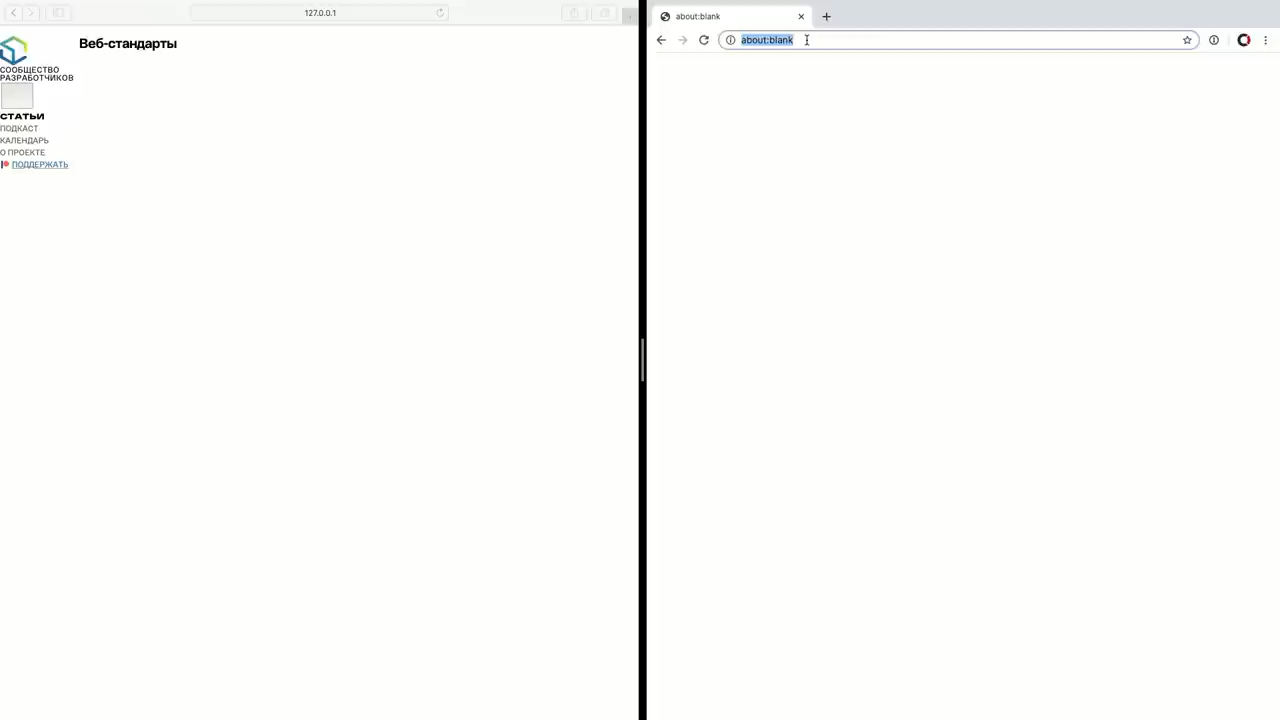 127.0.0.1
Веб-стандарты
СООБЩЕСТВО
РАЗРАБОТЧИКОВ
СТАТЬИ
ПОДКАСТ
КАЛЕНДАРЬ
О ПРОЕКТЕ
ПОДДЕРЖАТЬ
about:blank
about:blank